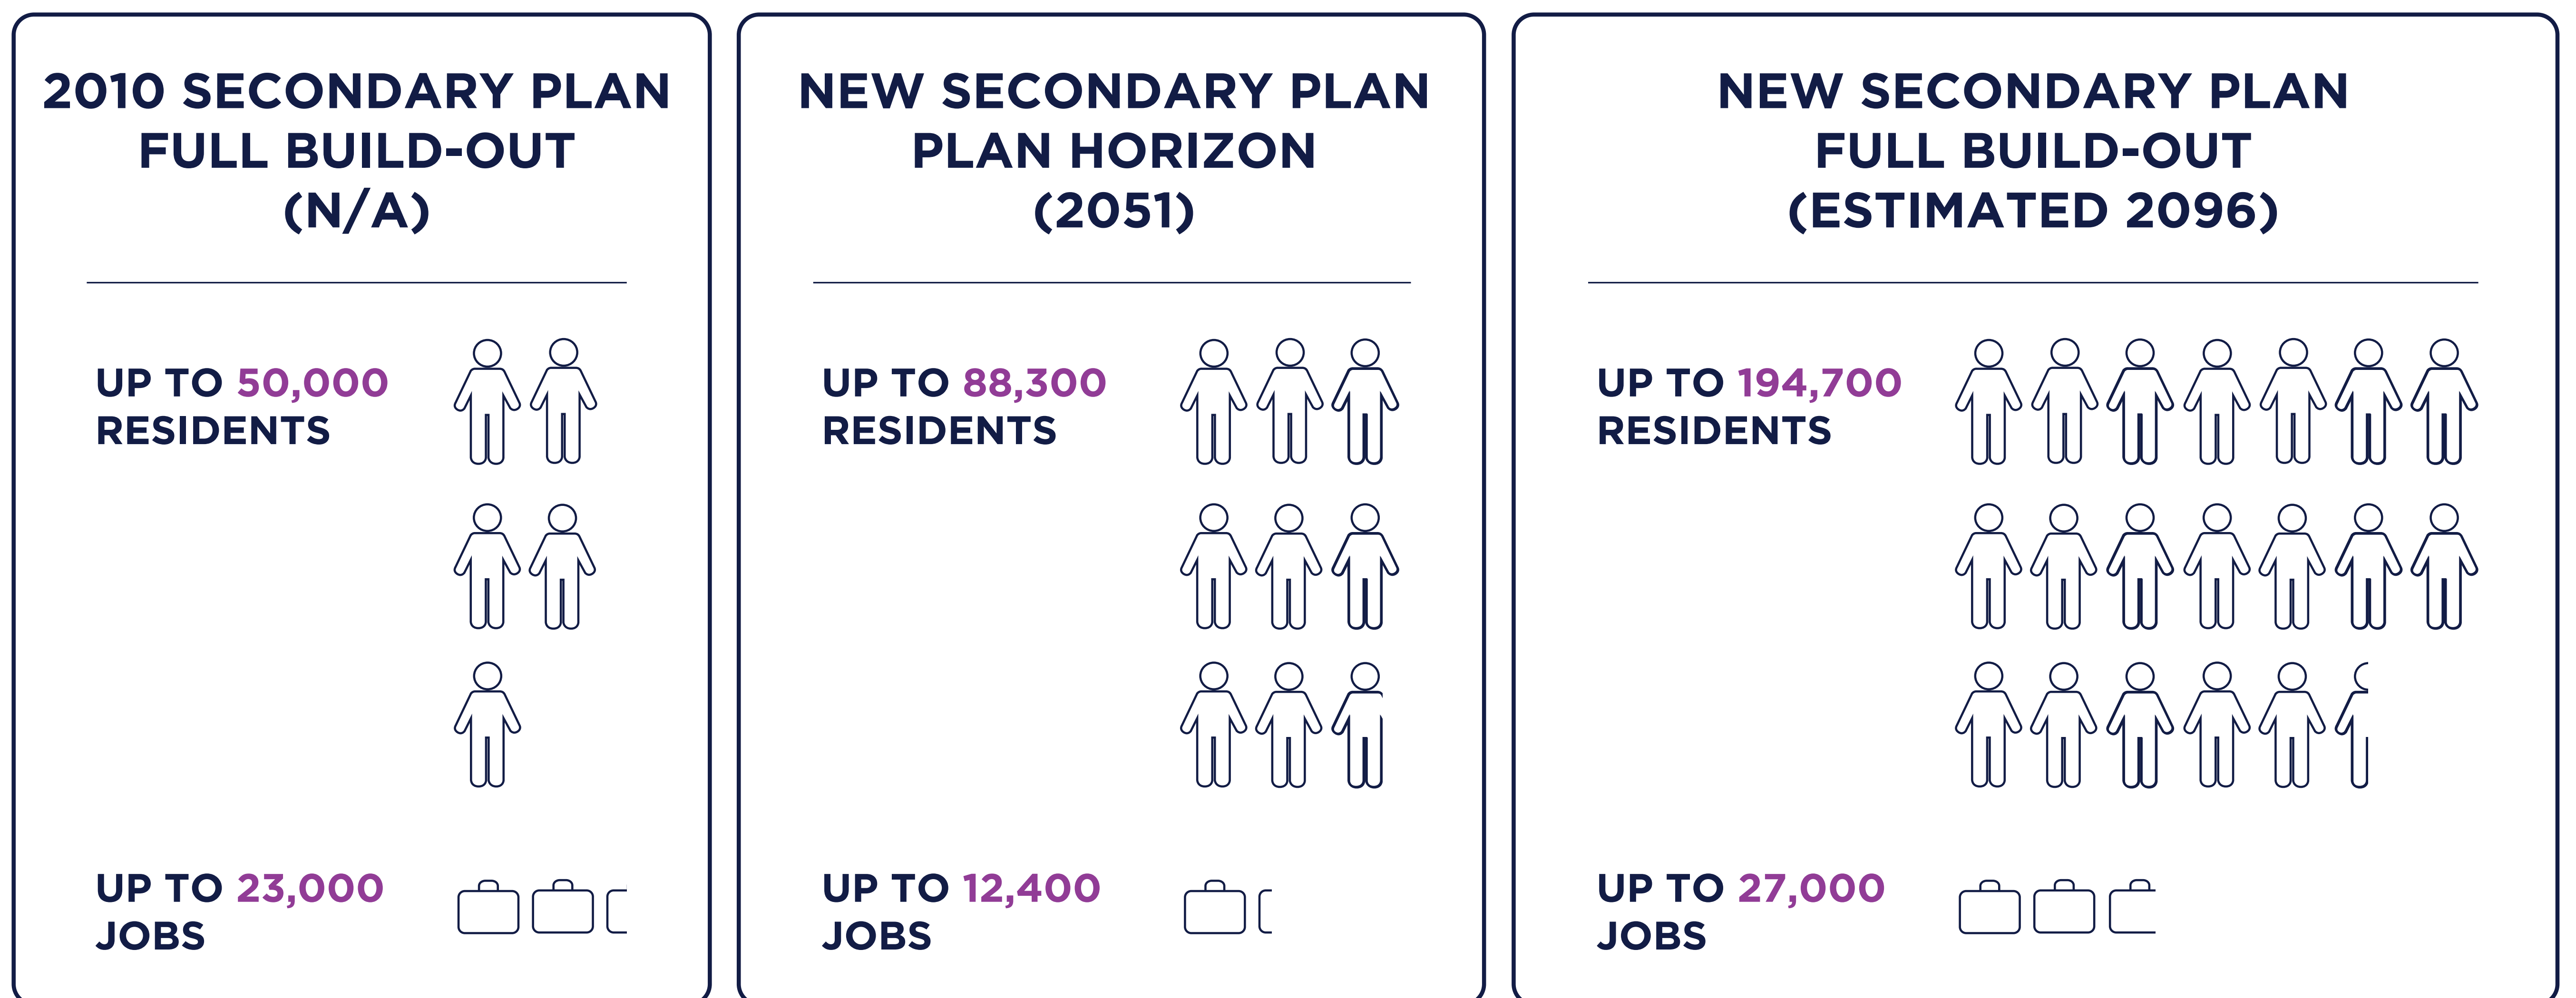 2010 SECONDARY PLAN
FULL BUILD-OUT
(N/A)
UP TO 50,000
RESIDENTS
UP TO 23,000
JOBS
NEW SECONDARY PLAN
PLAN HORIZON
(2051)
UP TO 88,300
RESIDENTS
UP TO 12,400
JOBS
NEW SECONDARY PLAN
FULL BUILD-OUT
(ESTIMATED 2096)
UP TO 194,700
RESIDENTS
UP TO 27,000
JOBS